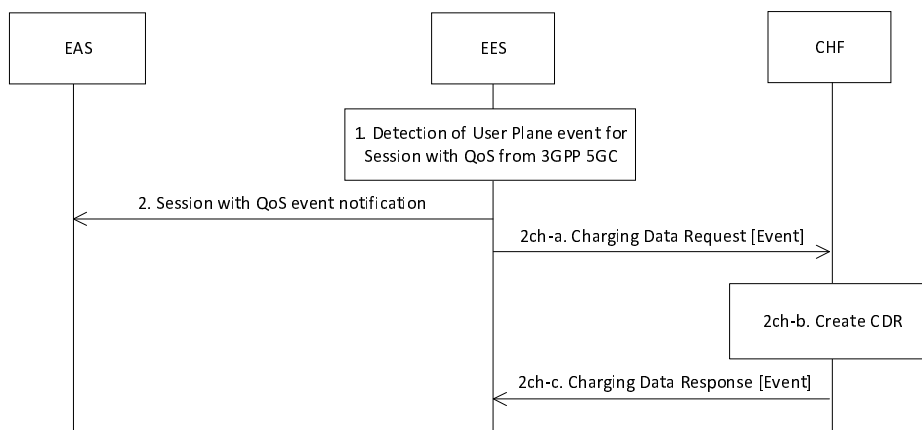 EAS
EES
CHF
1. Detection of User Plane event for
Session with QoS from 3GPP 5GC
2. Session with QoS event notification
2ch-a. Charging Data Request [Event]
2ch-b. Create CDR
2ch-c. Charging Data Response [Event]